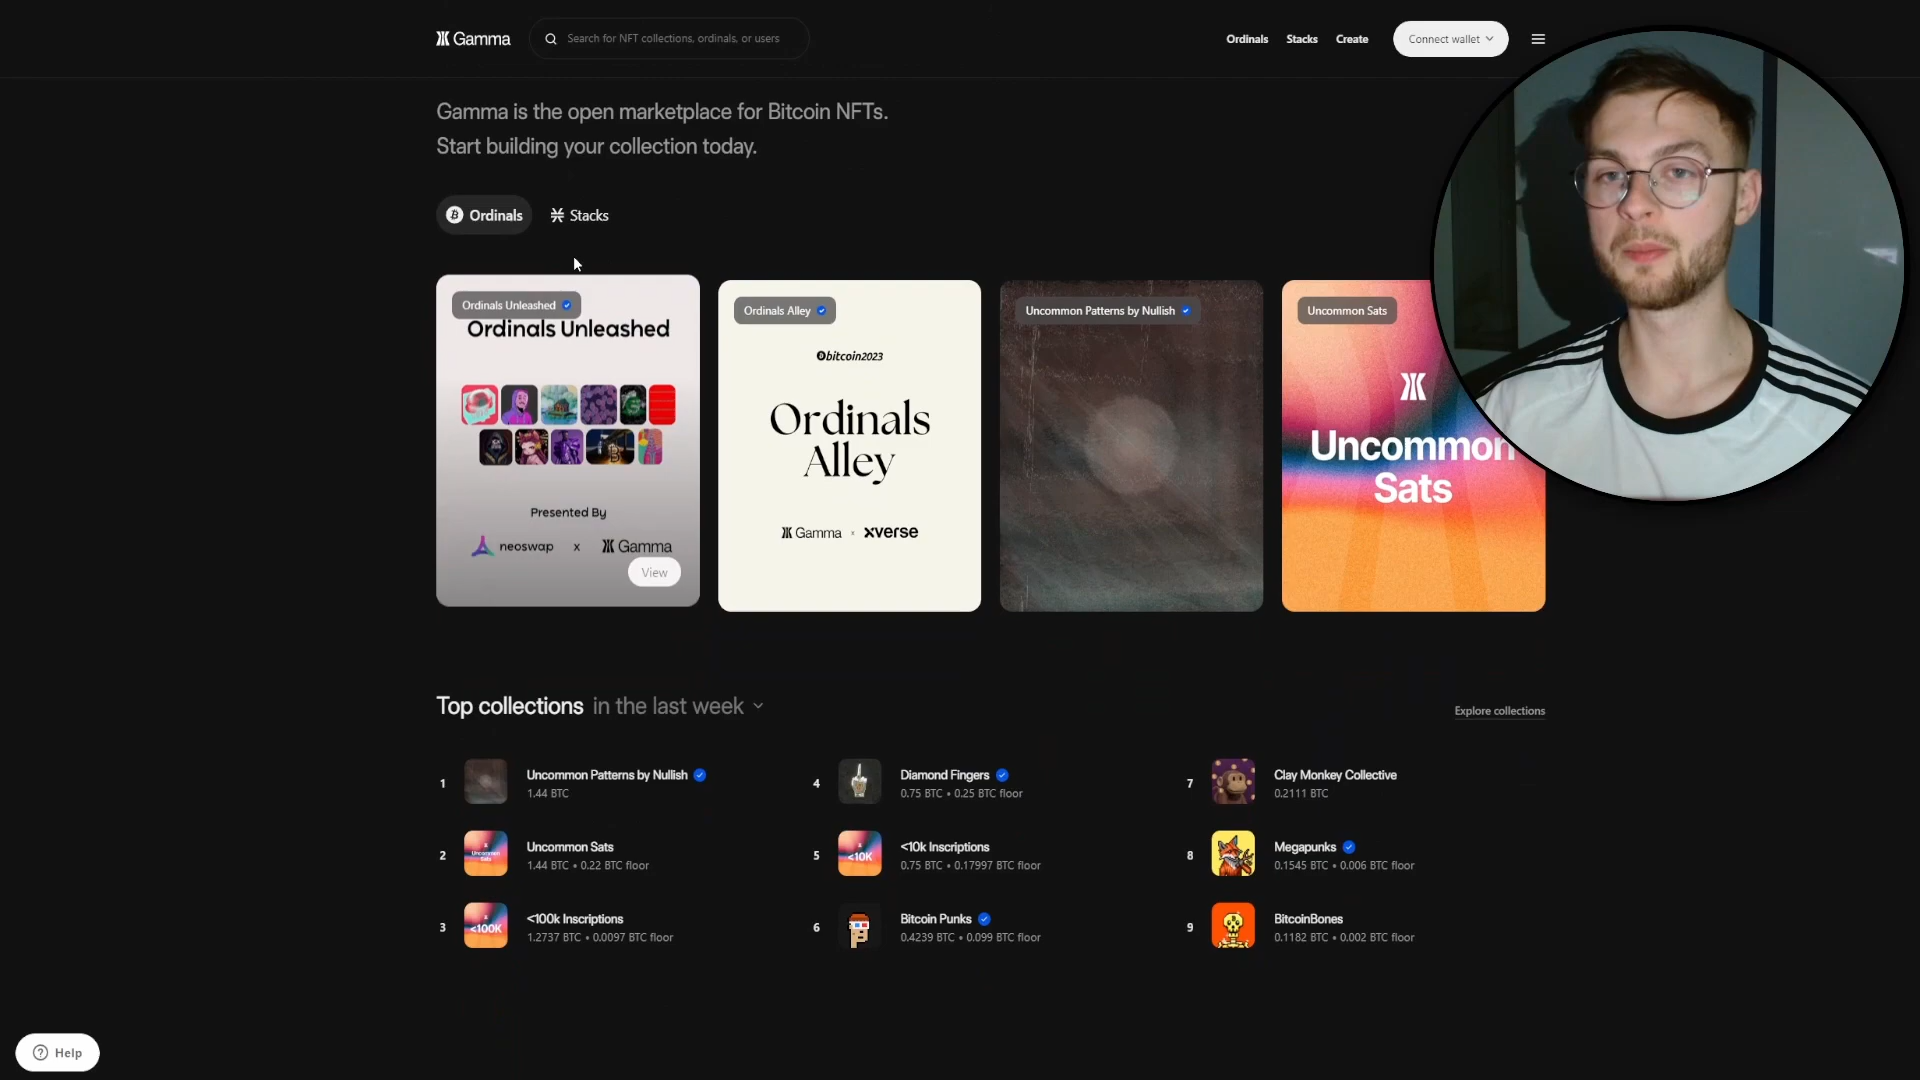 Gamma
Search for NFT collections, ordinals, or users
Ordinals
Stacks
Create
Connect wallet
Gamma is the open marketplace for Bitcoin NFTs.
Start building your collection today.
Ordinals
Stacks
Ordinals Unleashed
Ordinals Unleashed
Presented By
neoswap x Gamma
View
Ordinals Alley
bitcoin2023
Ordinals
Alley
Gamma x xverse
Uncommon Patterns by Nullish
Uncommon Sats
Uncommon
Sats
Top collections in the last week
Explore collections
1
Uncommon Patterns by Nullish
1.44 BTC
2
Uncommon
Sats
Uncommon Sats
1.44 BTC • 0.22 BTC floor
3
<100K
<100k Inscriptions
1.2737 BTC • 0.0097 BTC floor
4
Diamond Fingers
0.75 BTC • 0.25 BTC floor
5
<10K
<10k Inscriptions
0.75 BTC • 0.17997 BTC floor
6
Bitcoin Punks
0.4239 BTC • 0.099 BTC floor
7
Clay Monkey Collective
0.2111 BTC
8
Megapunks
0.1545 BTC • 0.006 BTC floor
9
BitcoinBones
0.1182 BTC • 0.002 BTC floor
Help